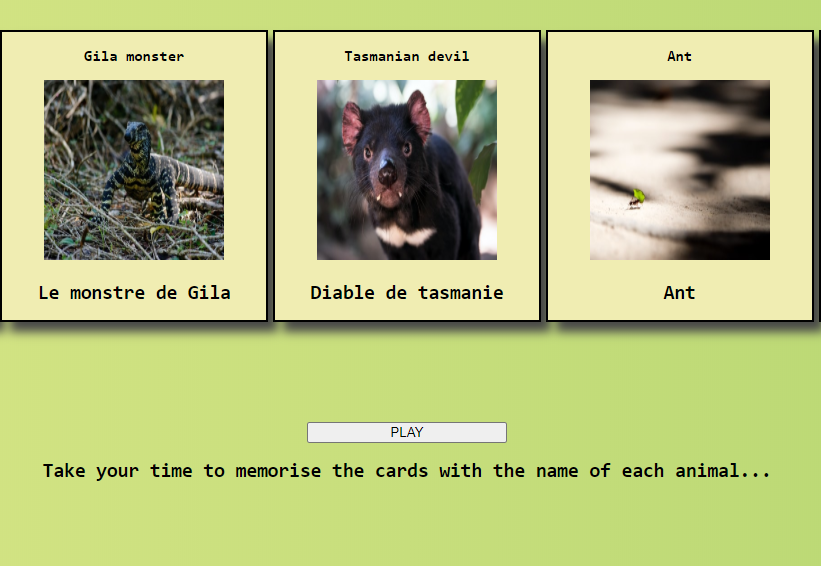 Gila monster
Tasmanian devil
Ant
Le monstre de Gila
Diable de tasmanie
Ant
PLAY
Take your time to memorise the cards with the name of each animal...